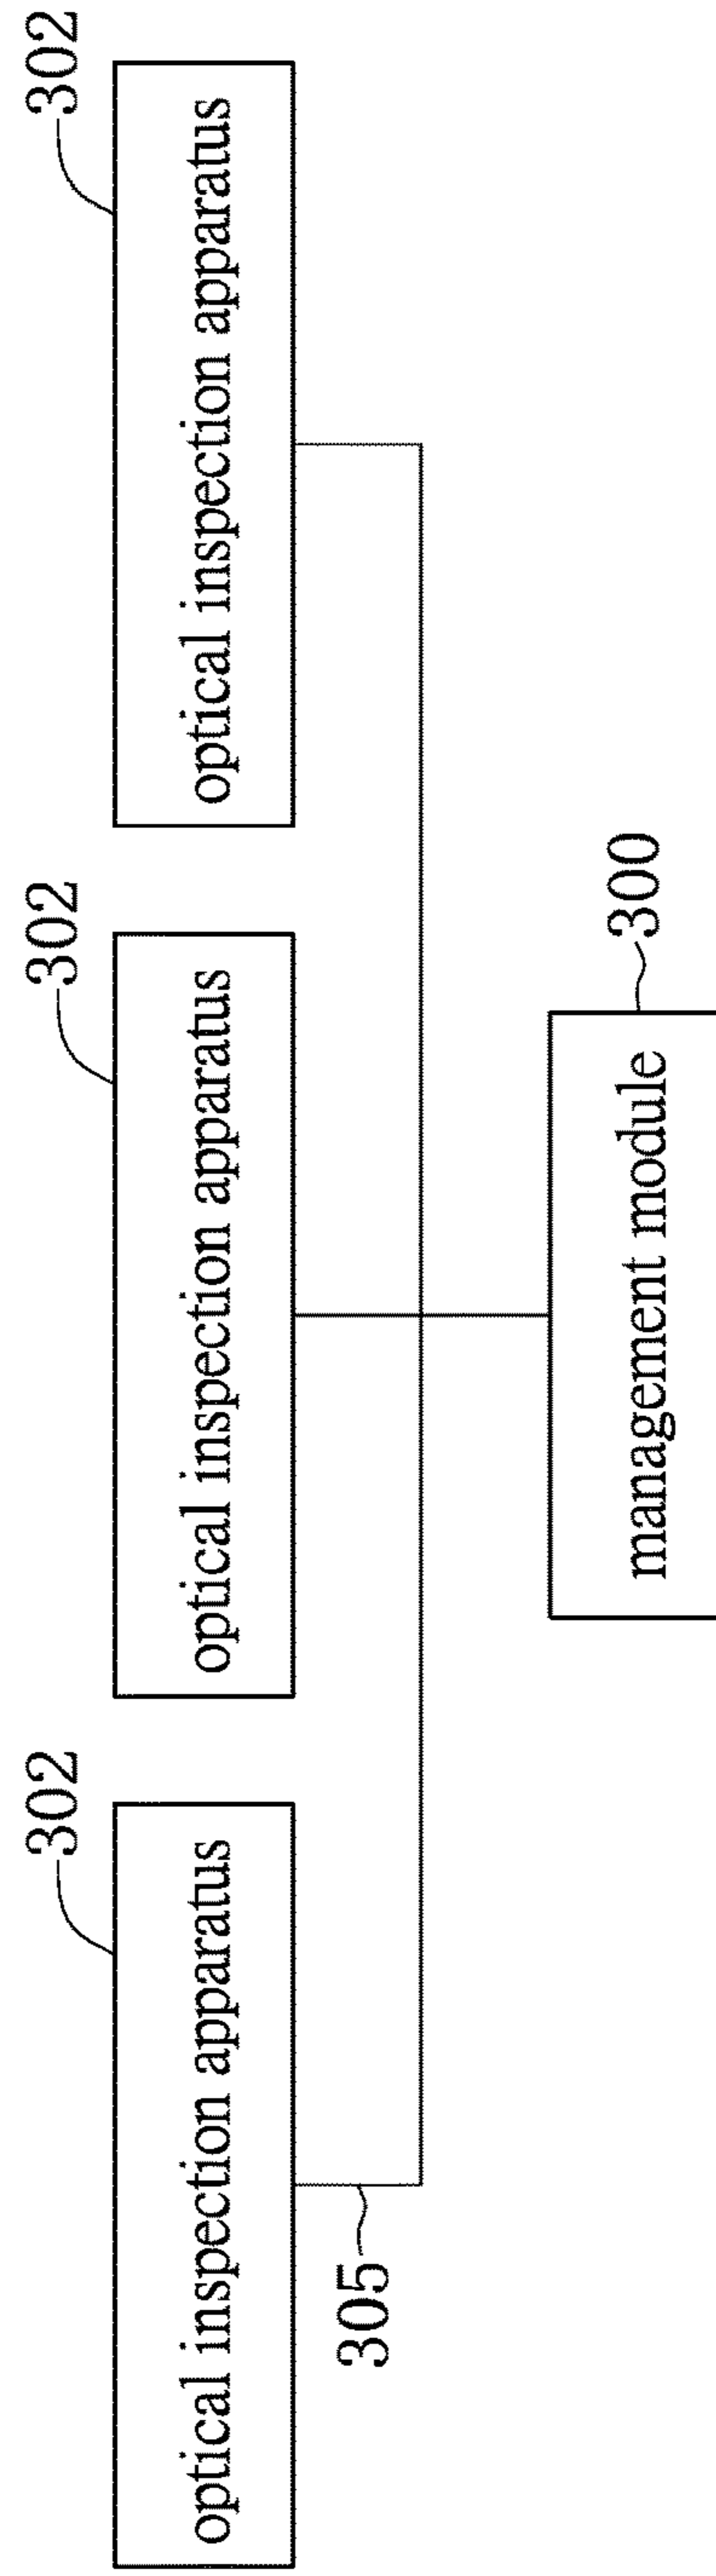 302
302
302
optical inspection apparatus
optical inspection apparatus
optical inspection apparatus
305
300
management module